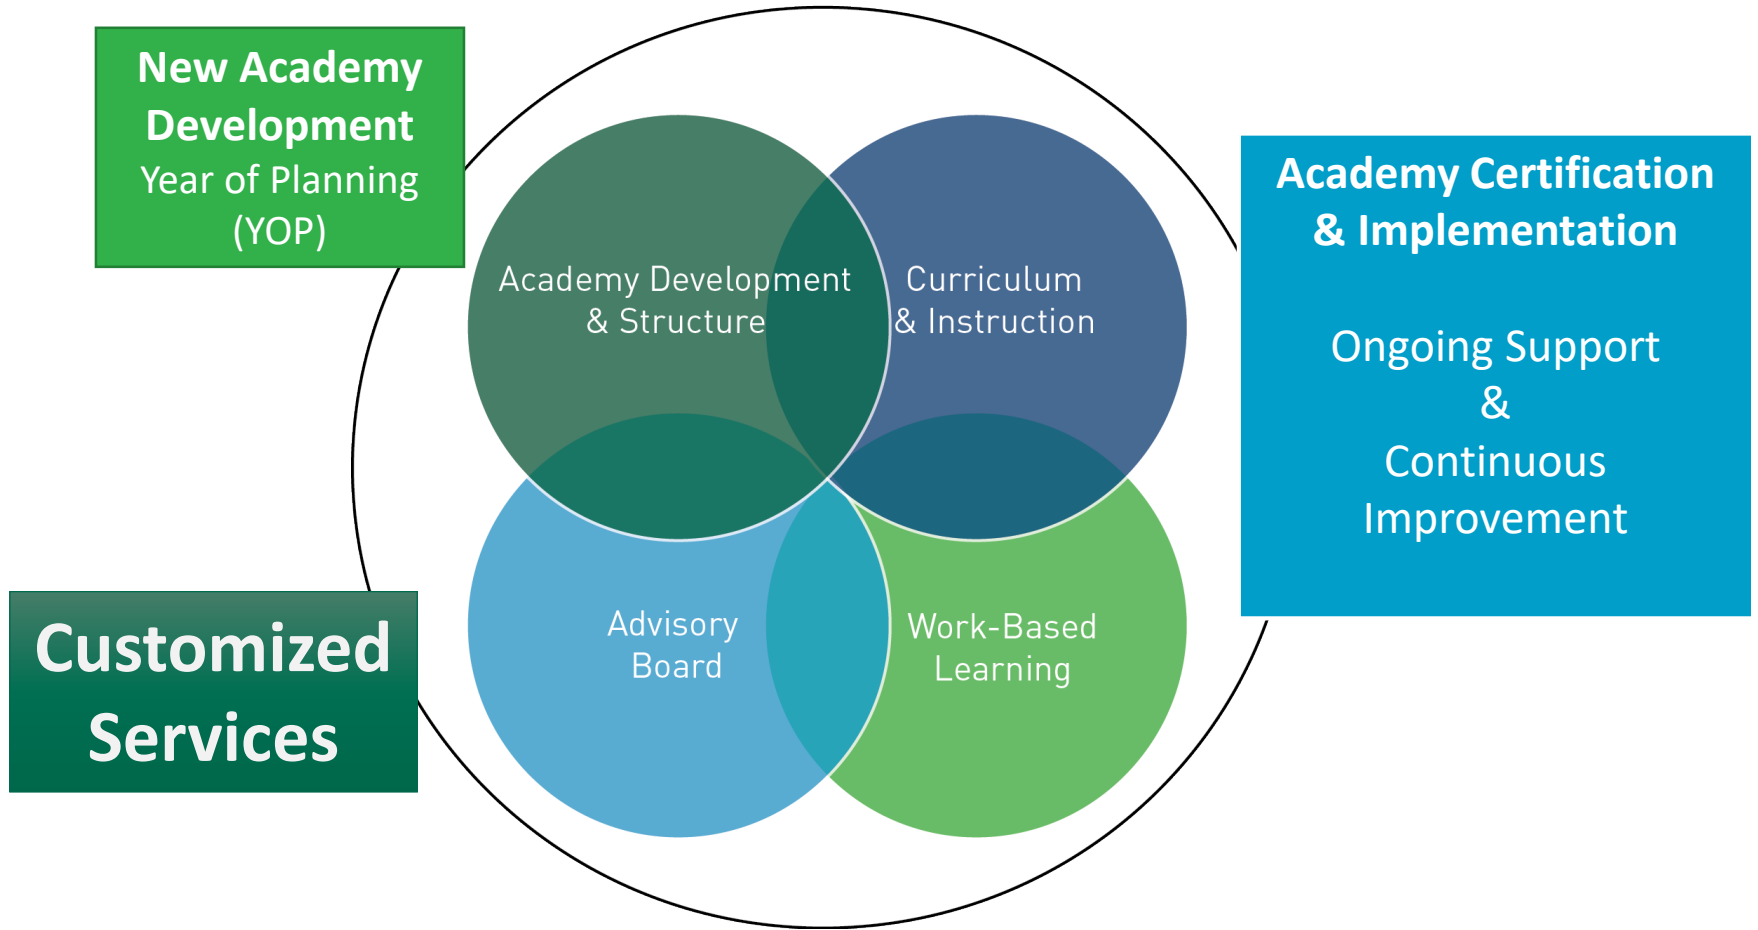 New Academy
Development
Year of Planning
(YOP)
Academy Certification
& Implementation
Ongoing Support
&
Continuous
Improvement
Academy Development
& Structure
Curriculum
& Instruction
Advisory
Board
Work-Based
Learning
Customized
Services